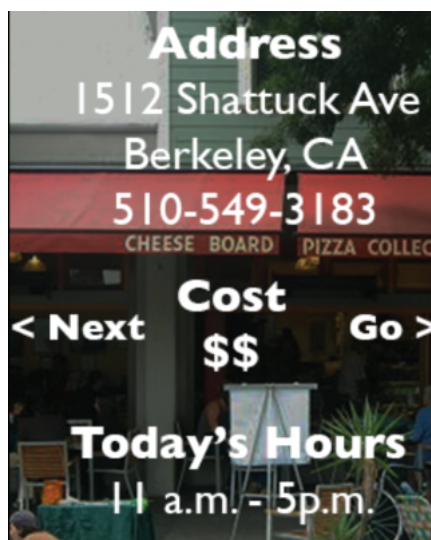 Address
1512 Shattuck Ave
Berkeley, CA
510-549-3183
CHEESE BOARD PIZZA COLLEC
Cost
< Next
$$
Go >
Today's Hours
11 a.m. - 5p.m.